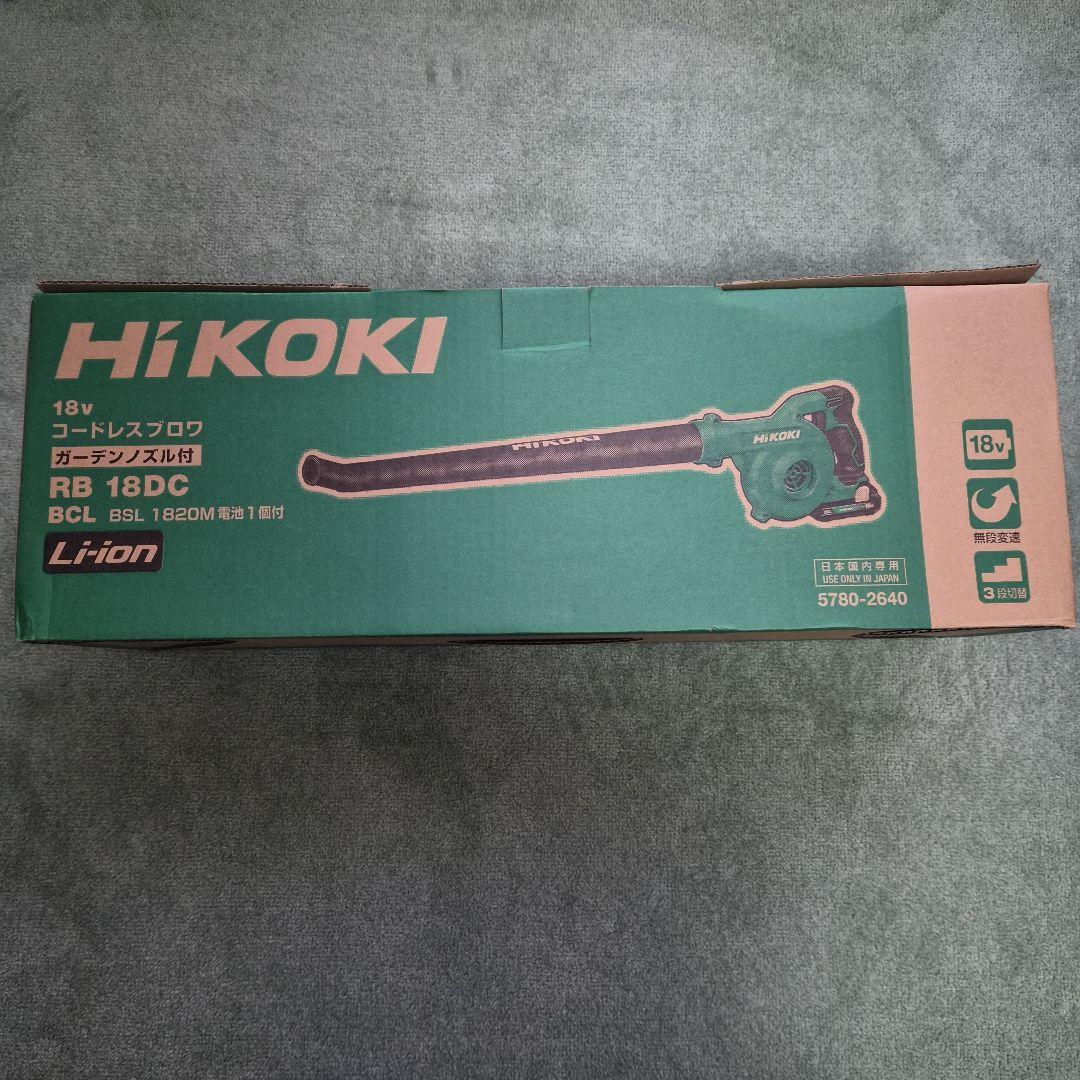 HiKOKI
18v
コードレスブロワ
ガーデンノズル付
RB 18DC
BCL BSL 1820M 電池1個付
Li-ion
HiKOKI
HiKOKI
日本国内専用
USE ONLY IN JAPAN
5780-2640
18v
無段変速
3段切替